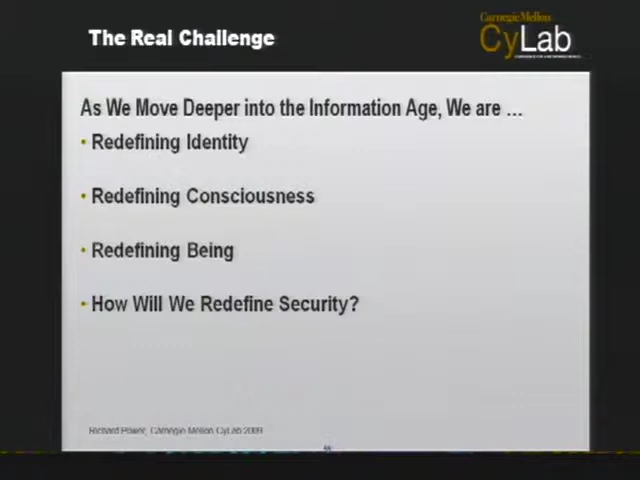 The Real Challenge
Carnegie Mellon
CyLab
As We Move Deeper into the Information Age, We are ...
• Redefining Identity
• Redefining Consciousness
• Redefining Being
• How Will We Redefine Security?
Richard Power, Carnegie Mellon CyLab 2009